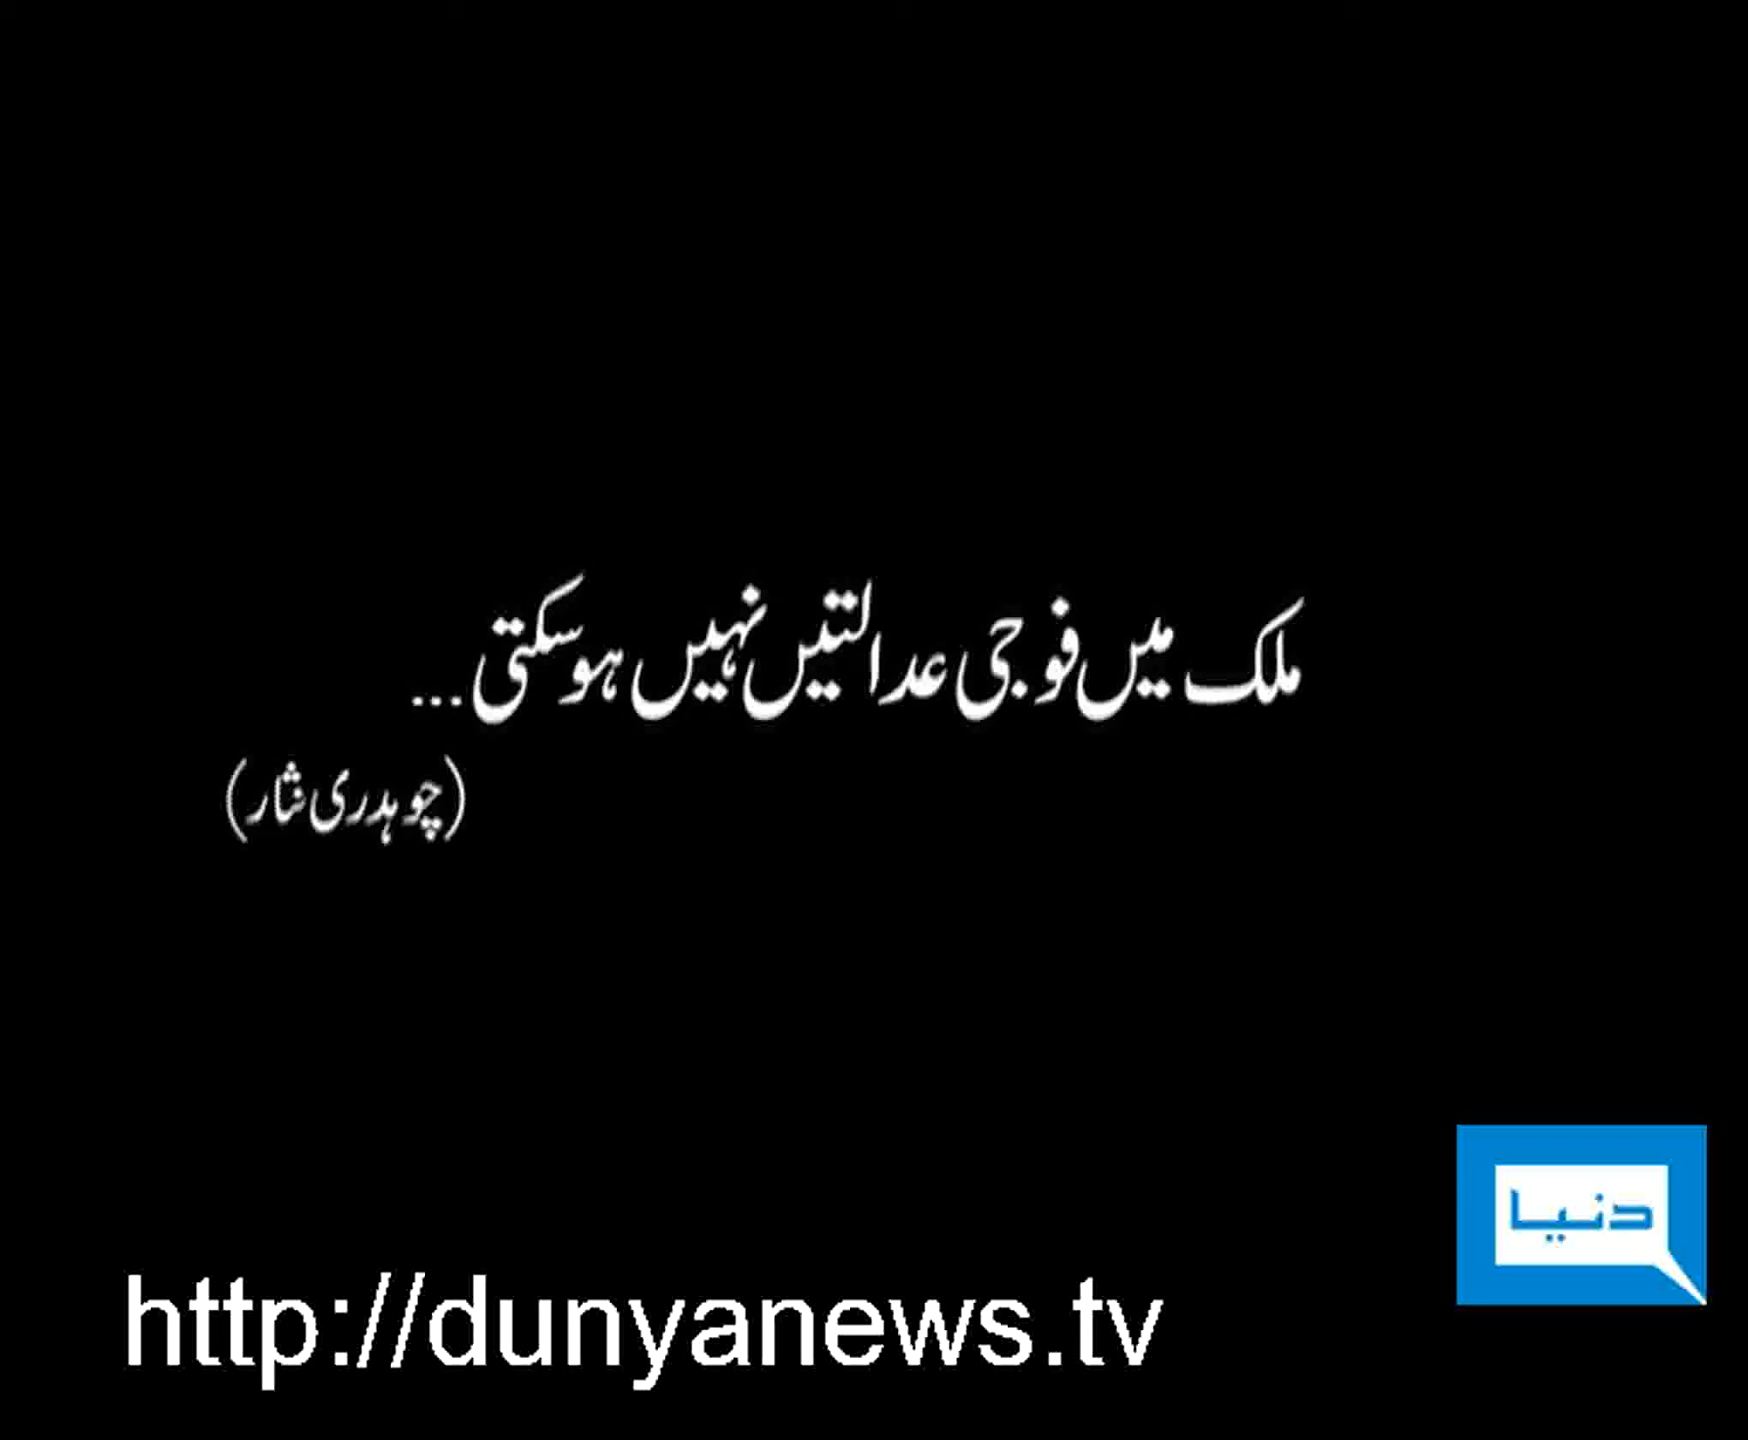 ملک میں فوجی عدالتیں نہیں ہو سکتی...
(چوہدری نثار)
دنیا
http://dunyanews.tv